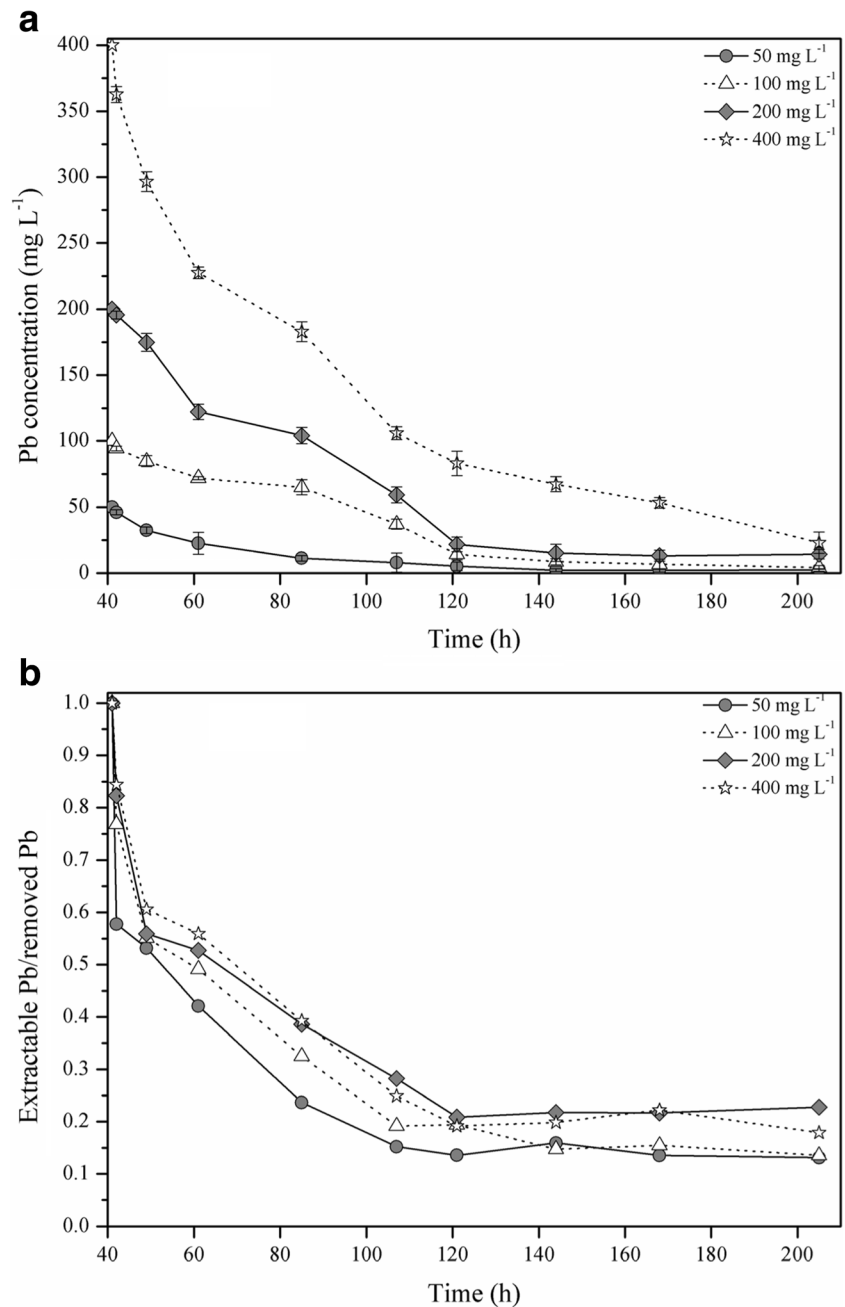 a
400
350
300
250
200
150
100
50
0
Pb concentration (mg L⁻¹)
50 mg L⁻¹
100 mg L⁻¹
200 mg L⁻¹
400 mg L⁻¹
40 60 80 100 120 140 160 180 200
Time (h)
b
1.0
0.9
0.8
0.7
0.6
0.5
0.4
0.3
0.2
0.1
0.0
Extractable Pb/removed Pb
50 mg L⁻¹
100 mg L⁻¹
200 mg L⁻¹
400 mg L⁻¹
40 60 80 100 120 140 160 180 200
Time (h)